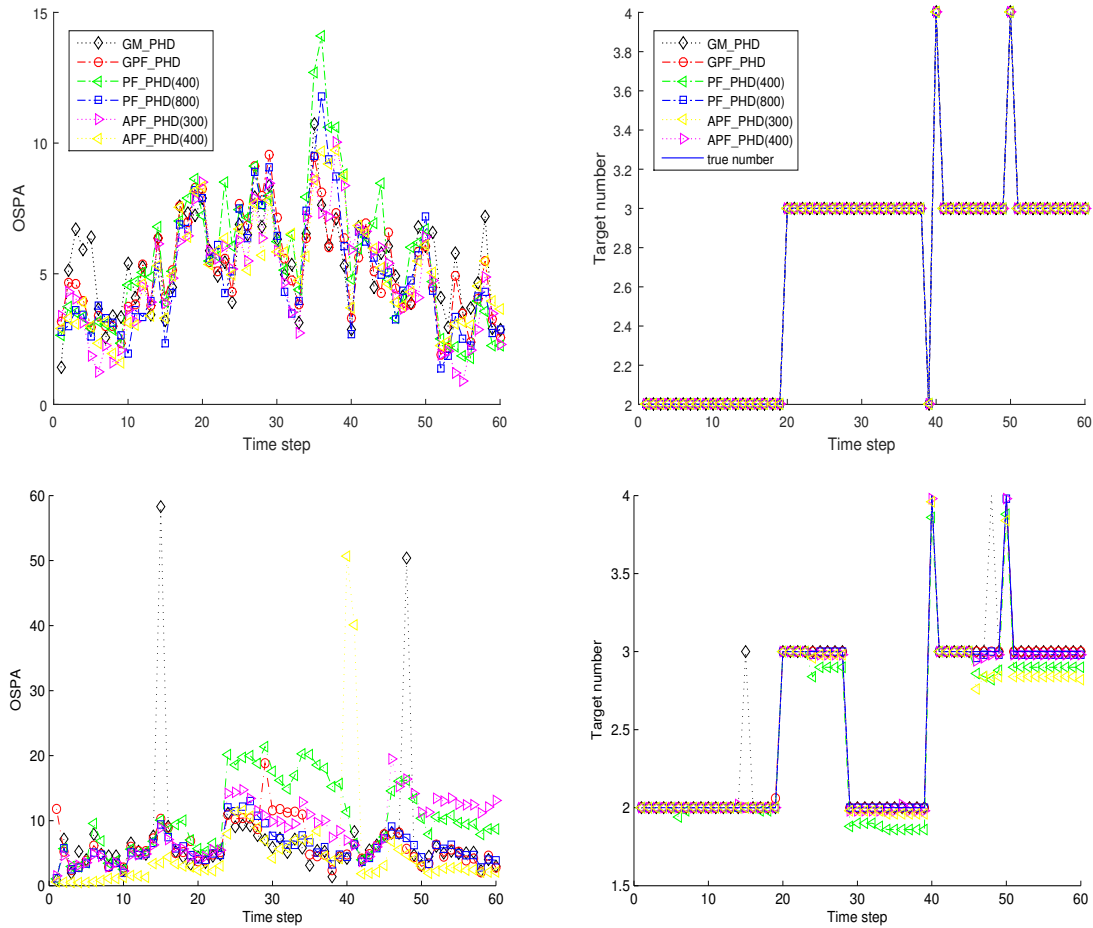 15
10
5
0
OSPA
GM_PHD
GPF_PHD
PF_PHD(400)
PF_PHD(800)
APF_PHD(300)
APF_PHD(400)
0
10
20
30
40
50
60
Time step
4
3.8
3.6
3.4
3.2
3
2.8
2.6
2.4
2.2
2
Target number
GM_PHD
GPF_PHD
PF_PHD(400)
PF_PHD(800)
APF_PHD(300)
APF_PHD(400)
true number
0
10
20
30
40
50
60
Time step
60
50
40
30
20
10
0
OSPA
0
10
20
30
40
50
60
Time step
4
3.5
3
2.5
2
1.5
Target number
0
10
20
30
40
50
60
Time step